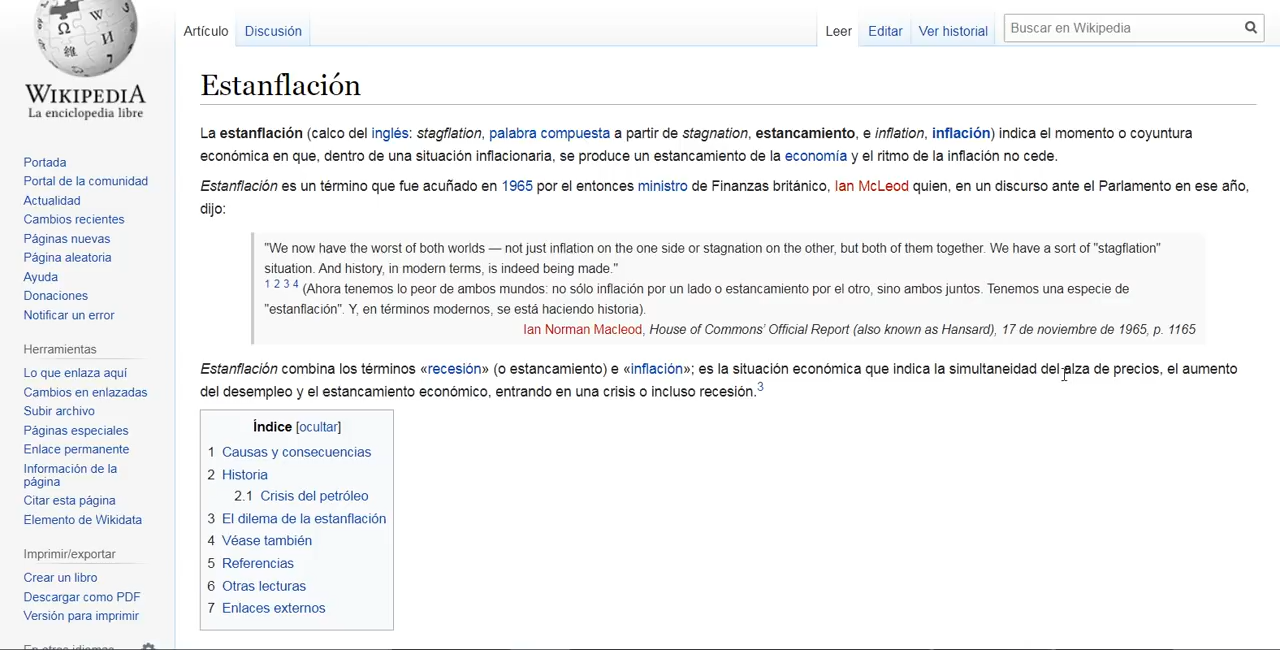 WIKIPEDIA
La enciclopedia libre
Artículo Discusión Leer Editar Ver historial Buscar en Wikipedia
Portada
Portal de la comunidad
Actualidad
Cambios recientes
Páginas nuevas
Página aleatoria
Ayuda
Donaciones
Notificar un error
Herramientas
Lo que enlaza aquí
Cambios en enlazadas
Subir archivo
Páginas especiales
Enlace permanente
Información de la
página
Citar esta página
Elemento de Wikidata
Imprimir/exportar
Crear un libro
Descargar como PDF
Versión para imprimir
En otros idiomas
Estanflación
La estanflación (calco del inglés: stagflation, palabra compuesta a partir de stagnation, estancamiento, e inflation, inflación) indica el momento o coyuntura
económica en que, dentro de una situación inflacionaria, se produce un estancamiento de la economía y el ritmo de la inflación no cede.
Estanflación es un término que fue acuñado en 1965 por el entonces ministro de Finanzas británico, Ian McLeod quien, en un discurso ante el Parlamento en ese año,
dijo:
"We now have the worst of both worlds — not just inflation on the one side or stagnation on the other, but both of them together. We have a sort of "stagflation"
situation. And history, in modern terms, is indeed being made."
1 2 3 4 (Ahora tenemos lo peor de ambos mundos: no sólo inflación por un lado o estancamiento por el otro, sino ambos juntos. Tenemos una especie de
"estanflación". Y, en términos modernos, se está haciendo historia).
Ian Norman Macleod, House of Commons' Official Report (also known as Hansard), 17 de noviembre de 1965, p. 1165
Estanflación combina los términos «recesión» (o estancamiento) e «inflación»; es la situación económica que indica la simultaneidad del alza de precios, el aumento
del desempleo y el estancamiento económico, entrando en una crisis o incluso recesión.3
Índice [ocultar]
1 Causas y consecuencias
2 Historia
2.1 Crisis del petróleo
3 El dilema de la estanflación
4 Véase también
5 Referencias
6 Otras lecturas
7 Enlaces externos